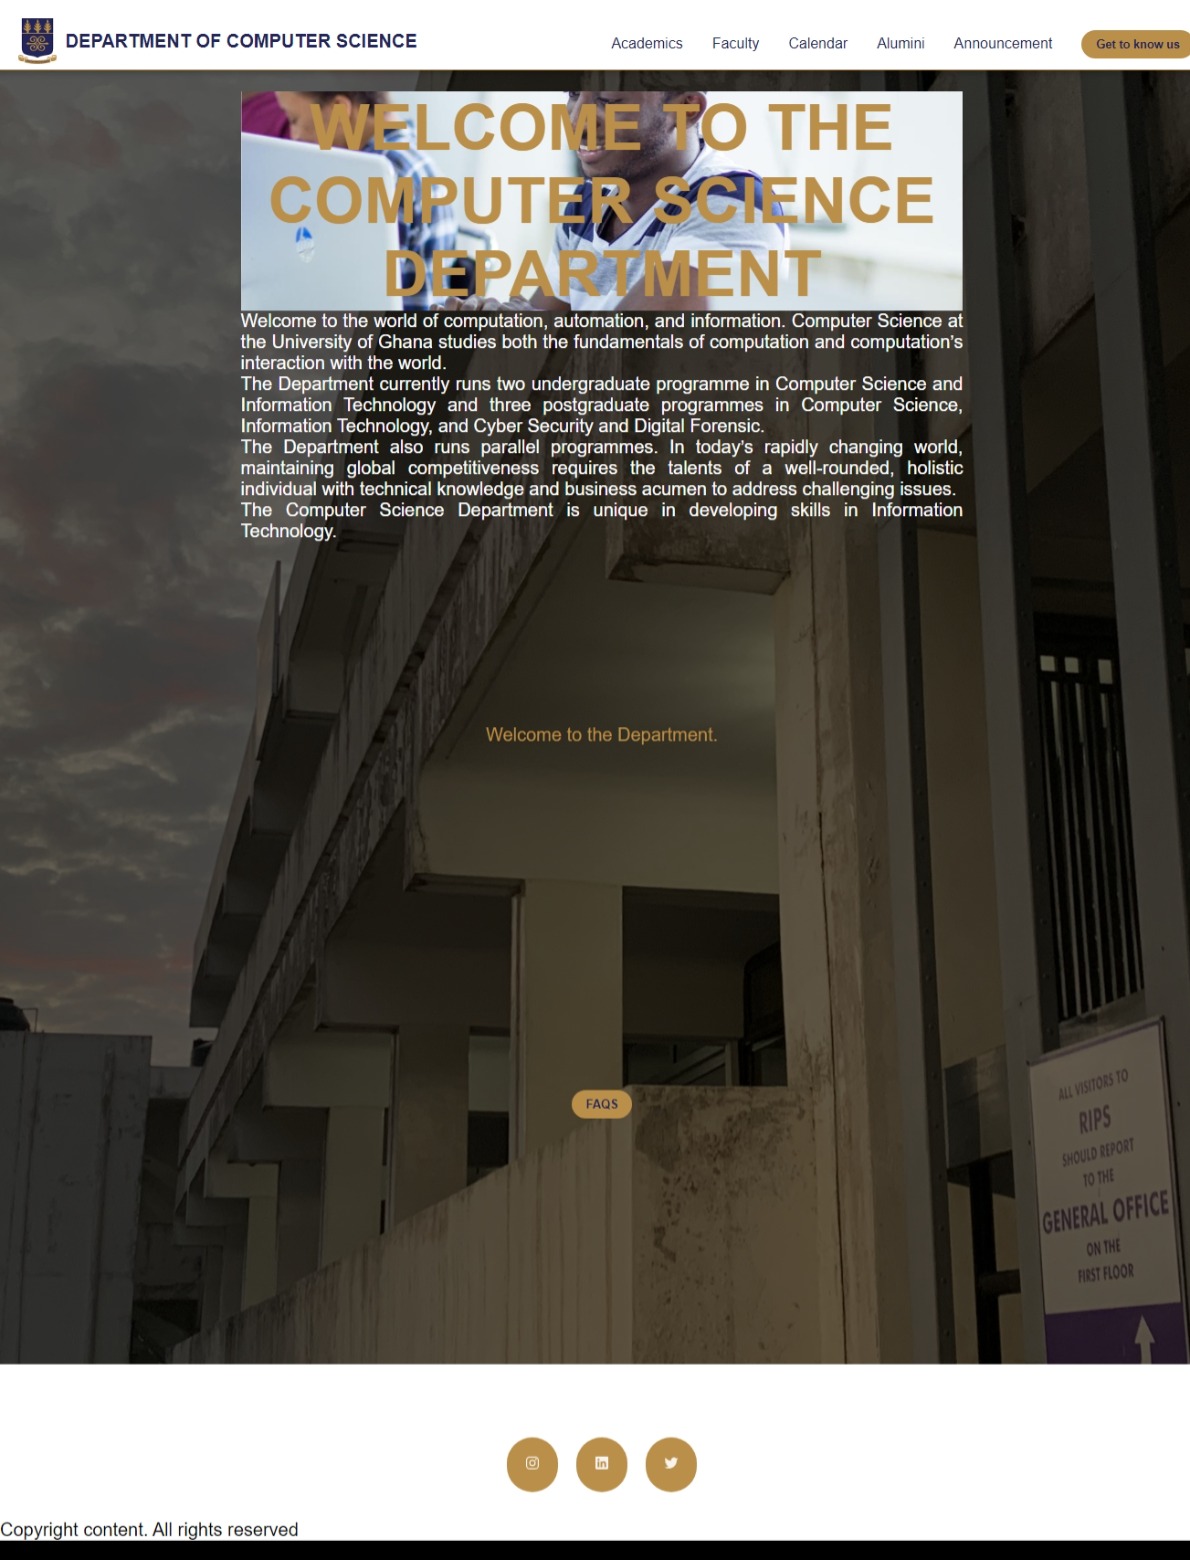 DEPARTMENT OF COMPUTER SCIENCE
Academics
Faculty
Calendar
Alumini
Announcement
Get to know us
WELCOME TO THE
COMPUTER SCIENCE
DEPARTMENT
Welcome to the world of computation, automation, and information. Computer Science at
the University of Ghana studies both the fundamentals of computation and computation’s
interaction with the world.
The Department currently runs two undergraduate programme in Computer Science and
Information Technology and three postgraduate programmes in Computer Science,
Information Technology, and Cyber Security and Digital Forensic.
The Department also runs parallel programmes. In today’s rapidly changing world,
maintaining global competitiveness requires the talents of a well-rounded, holistic
individual with technical knowledge and business acumen to address challenging issues.
The Computer Science Department is unique in developing skills in Information
Technology.
Welcome to the Department.
FAQS
ALL VISITORS TO
RIPS
SHOULD REPORT
TO THE
GENERAL OFFICE
ON THE
FIRST FLOOR
Copyright content. All rights reserved